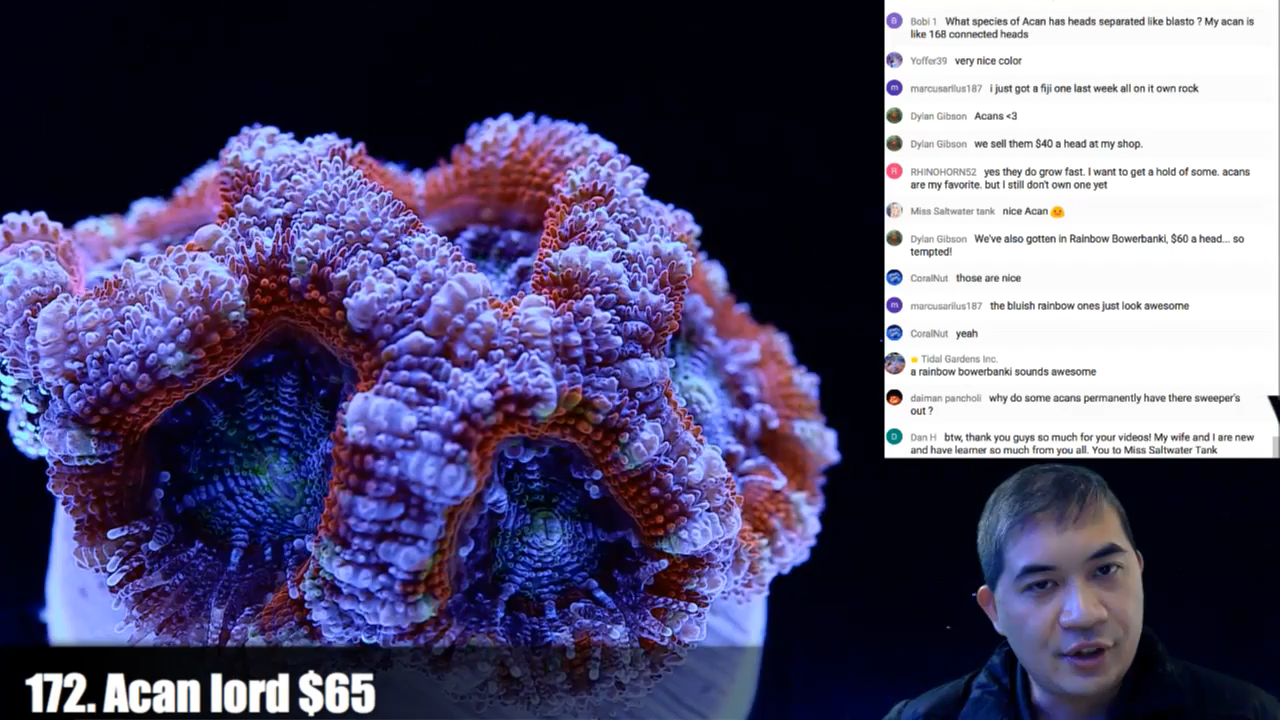 Bobi 1 What species of Acan has heads separated like blasto ? My acan is
like 168 connected heads
Yoffer39 very nice color
marcusarilus187 i just got a fiji one last week all on it own rock
Dylan Gibson Acans <3
Dylan Gibson we sell them $40 a head at my shop.
RHINOHORN52 yes they do grow fast. I want to get a hold of some. acans
are my favorite. but I still don't own one yet
Miss Saltwater tank nice Acan
Dylan Gibson We've also gotten in Rainbow Bowerbanki, $60 a head... so
tempted!
CoralNut those are nice
marcusarilus187 the bluish rainbow ones just look awesome
CoralNut yeah
Tidal Gardens Inc.
a rainbow bowerbanki sounds awesome
daiman pancholi why do some acans permanently have there sweeper's
out ?
Dan H btw, thank you guys so much for your videos! My wife and I are new
and have learner so much from you all. You to Miss Saltwater Tank
172. Acan lord $65